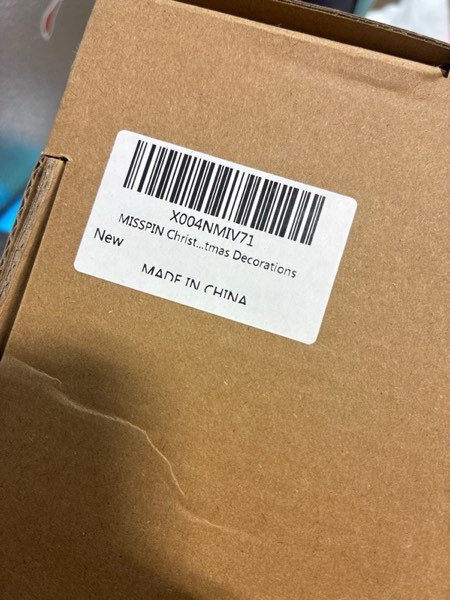 X004NMIV71
MISSPIN Christ...tmas Decorations
New
MADE IN CHINA